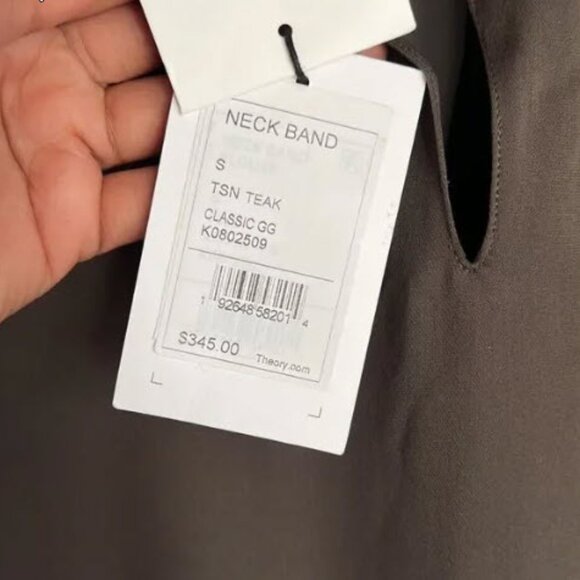 NECK BAND
S
TSN TEAK
CLASSIC GG
K0802509
1 92648 58201 4
$345.00
Theory.com